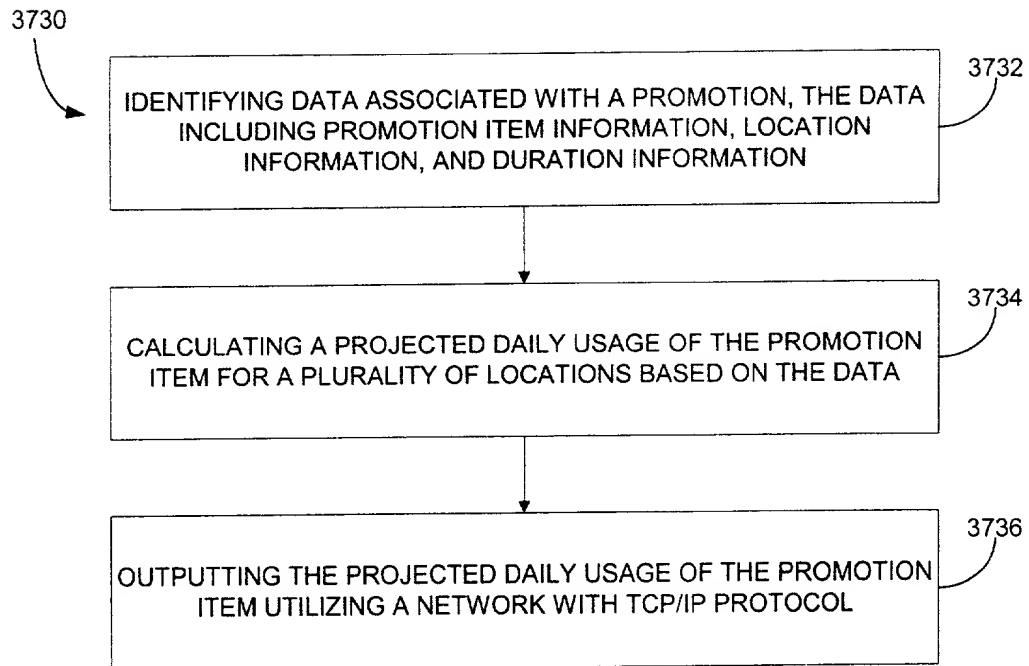 3730
3732
IDENTIFYING DATA ASSOCIATED WITH A PROMOTION, THE DATA
INCLUDING PROMOTION ITEM INFORMATION, LOCATION
INFORMATION, AND DURATION INFORMATION
3734
CALCULATING A PROJECTED DAILY USAGE OF THE PROMOTION
ITEM FOR A PLURALITY OF LOCATIONS BASED ON THE DATA
3736
OUTPUTTING THE PROJECTED DAILY USAGE OF THE PROMOTION
ITEM UTILIZING A NETWORK WITH TCP/IP PROTOCOL